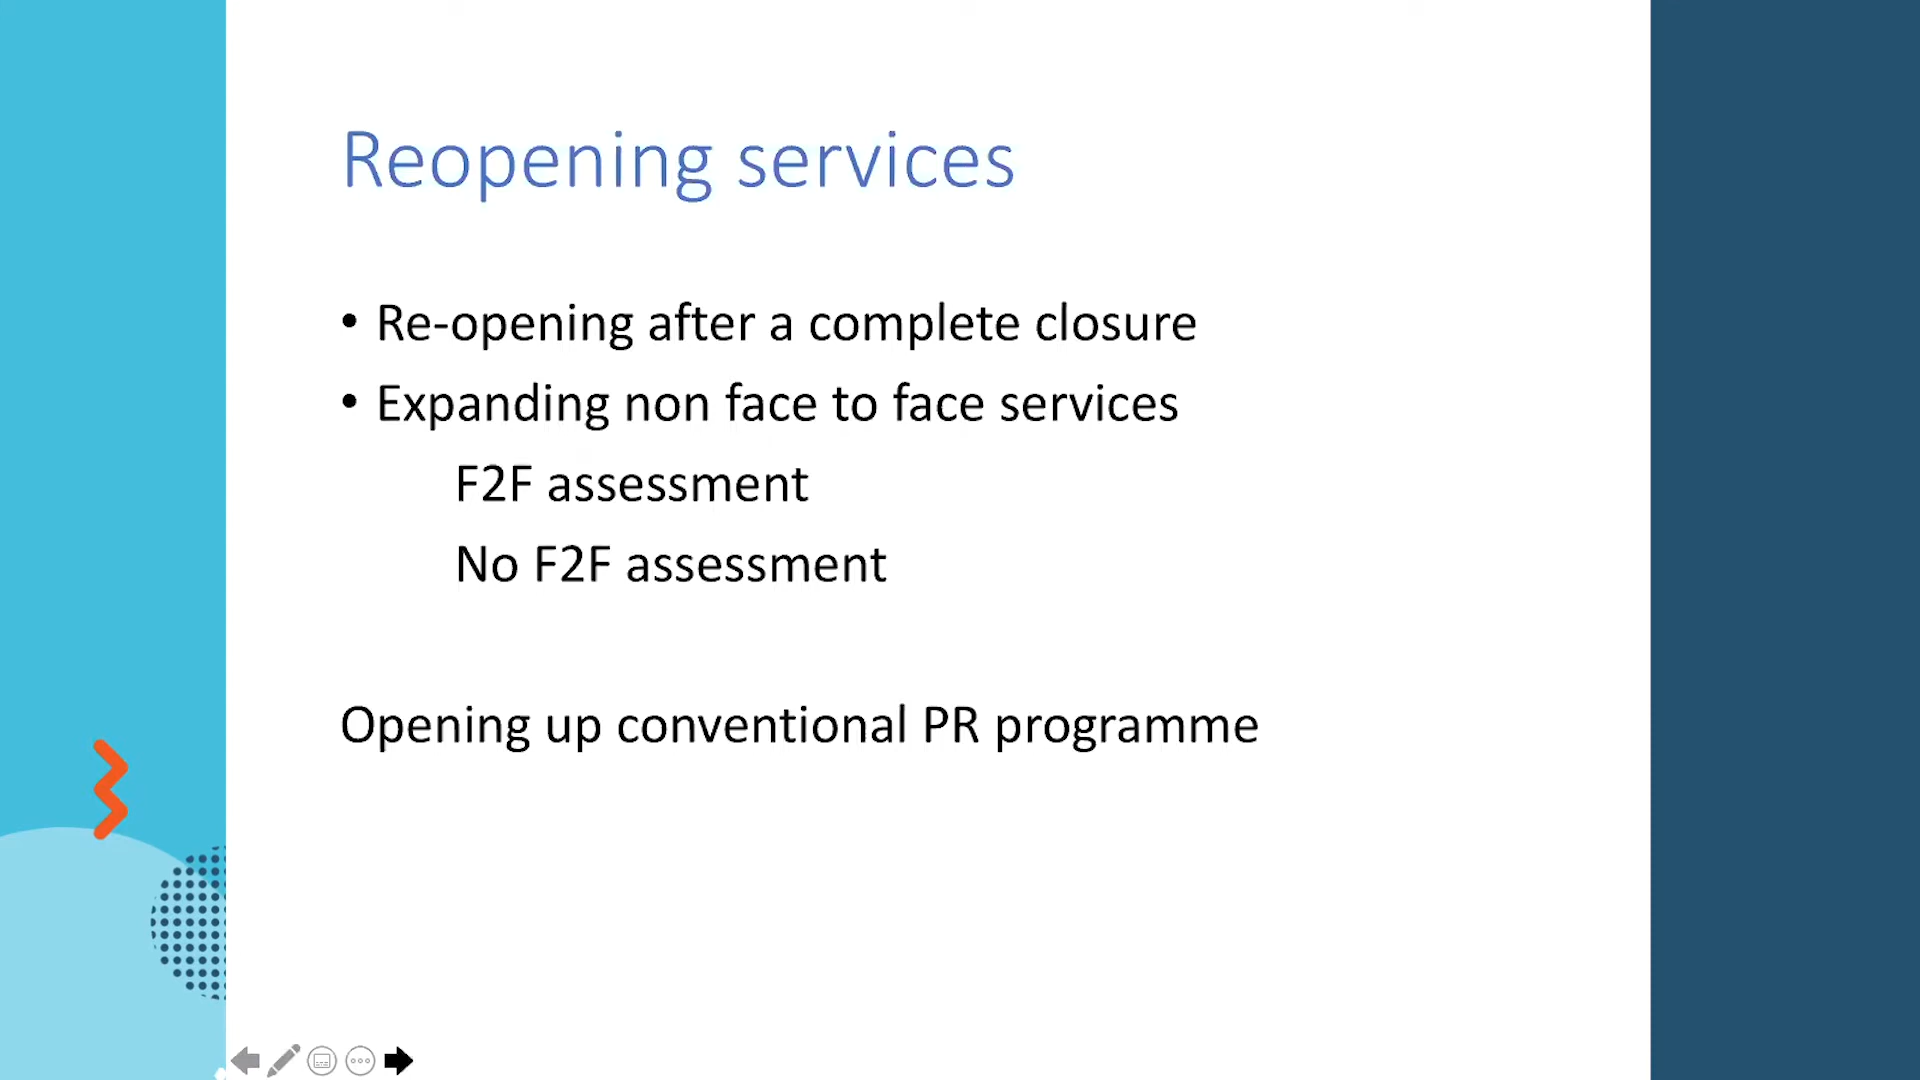 Reopening services
• Re-opening after a complete closure
• Expanding non face to face services
F2F assessment
No F2F assessment
Opening up conventional PR programme